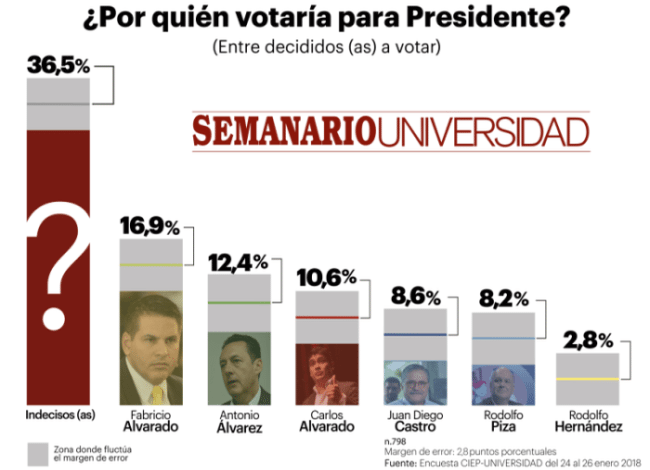 ¿Por quién votaría para Presidente?
(Entre decididos (as) a votar)
36,5%
SEMANARIO UNIVERSIDAD
?
16,9%
12,4%
10,6%
8,6%
8,2%
2,8%
Indecisos (as)
Fabricio
Alvarado
Antonio
Álvarez
Carlos
Alvarado
Juan Diego
Castro
Rodolfo
Piza
Rodolfo
Hernández
Zona donde fluctúa
el margen de error
n.798
Margen de error: 2,8 puntos porcentuales
Fuente: Encuesta CIEP-UNIVERSIDAD del 24 al 26 enero 2018